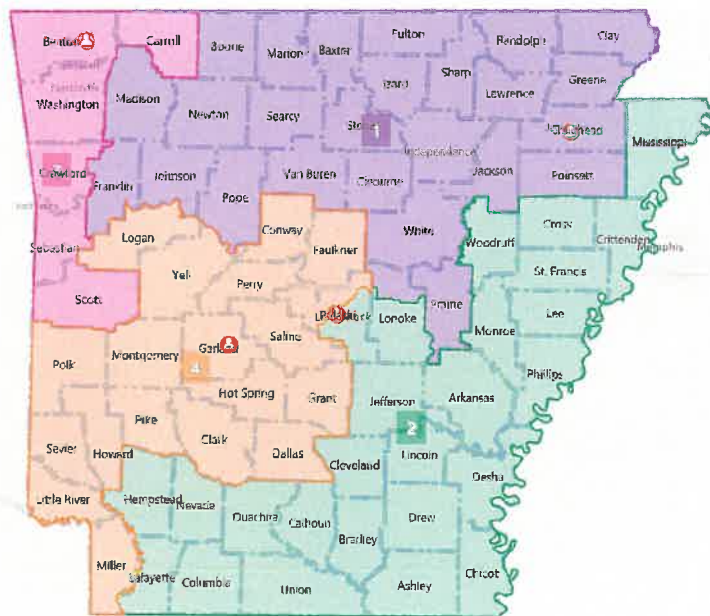 Benton
Carroll
Boone
Marion
Baxter
Fulton
Randolph
Clay
Izard
Sharp
Greene
Lawrence
Washington
Madison
Newton
Searcy
Stone
1
Independence
Craighead
Mississippi
Crawford
Franklin
Johnson
Pope
Van Buren
Cleburne
Jackson
Poinsett
White
Logan
Conway
Faulkner
Woodruff
Cross
Crittenden
Memphis
Sebastian
Yell
Perry
St. Francis
Scott
Prairie
Lonoke
Lee
Monroe
Saline
Garland
Polk
Montgomery
4
Phillips
Hot Spring
Grant
Jefferson
Arkansas
Pike
Clark
2
Sevier
Howard
Dallas
Cleveland
Lincoln
Desha
Little River
Hempstead
Nevada
Ouachita
Calhoun
Drew
Bradley
Miller
Lafayette
Columbia
Union
Ashley
Chicot